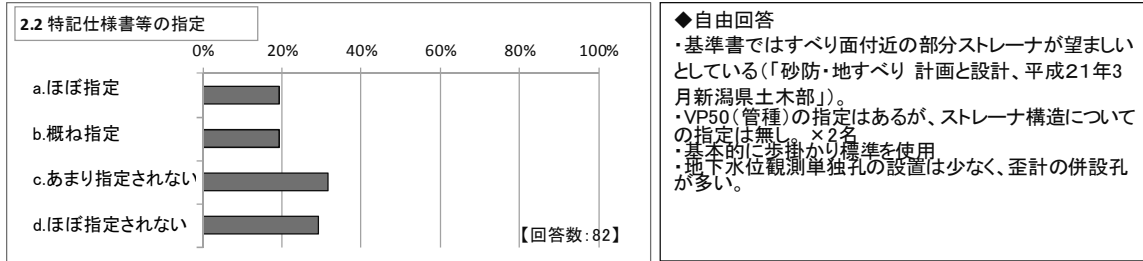 2.2 特記仕様書等の指定
0% 20% 40% 60% 80% 100%
a.ほぼ指定
b.概ね指定
c.あまり指定されない
d.ほぼ指定されない
【回答数:82】
◆自由回答
・基準書ではすべり面付近の部分ストレーナが望ましい
としている(「砂防・地すべり 計画と設計、平成21年3
月新潟県土木部」)。
・VP50(管種)の指定はあるが、ストレーナ構造について
の指定は無し。 ×2名
・基本的に歩掛かり標準を使用
・地下水位観測単独孔の設置は少なく、歪計の併設孔
が多い。